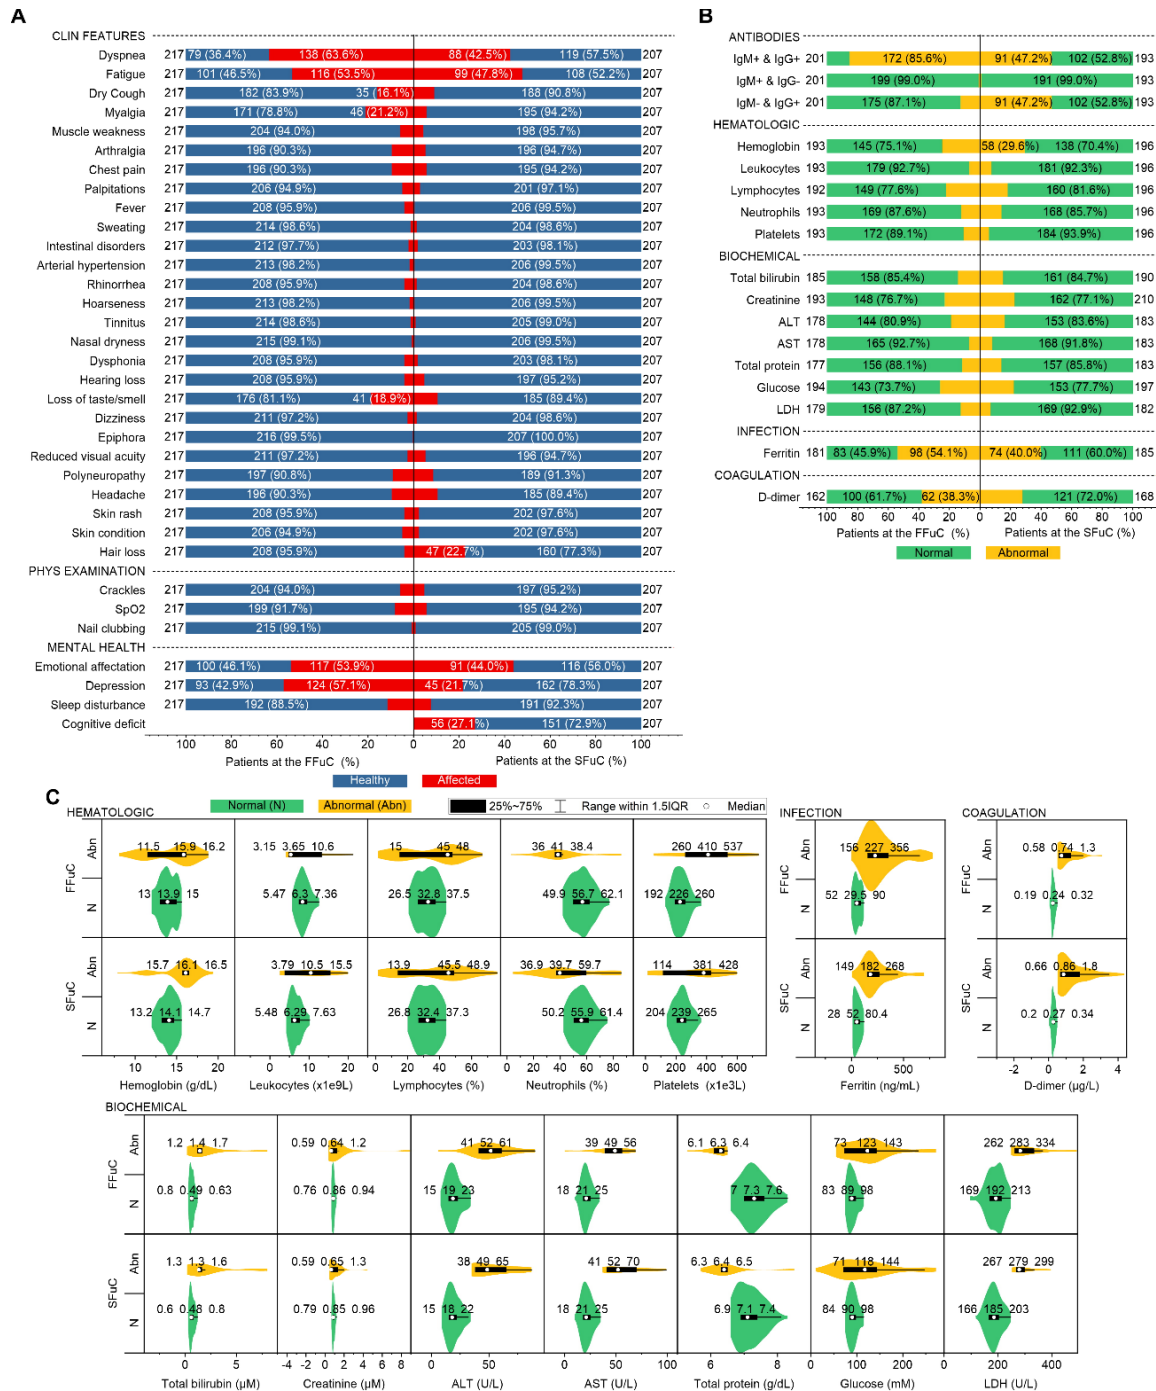 A
CLIN FEATURES
Dyspnea 217 79 (36.4%) 138 (63.6%) 88 (42.5%) 119 (57.5%) 207
Fatigue 217 101 (46.5%) 116 (53.5%) 99 (47.8%) 108 (52.2%) 207
Dry Cough 217 182 (83.9%) 35 (16.1%) 188 (90.8%) 207
Myalgia 217 171 (78.8%) 46 (21.2%) 195 (94.2%) 207
Muscle weakness 217 204 (94.0%) 198 (95.7%) 207
Arthralgia 217 196 (90.3%) 196 (94.7%) 207
Chest pain 217 196 (90.3%) 195 (94.2%) 207
Palpitations 217 206 (94.9%) 201 (97.1%) 207
Fever 217 208 (95.9%) 206 (99.5%) 207
Sweating 217 214 (98.6%) 204 (98.6%) 207
Intestinal disorders 217 212 (97.7%) 203 (98.1%) 207
Arterial hypertension 217 213 (98.2%) 206 (99.5%) 207
Rhinorrhea 217 208 (95.9%) 204 (98.6%) 207
Hoarseness 217 213 (98.2%) 206 (99.5%) 207
Tinnitus 217 214 (98.6%) 205 (99.0%) 207
Nasal dryness 217 215 (99.1%) 206 (99.5%) 207
Dysphonia 217 208 (95.9%) 203 (98.1%) 207
Hearing loss 217 208 (95.9%) 197 (95.2%) 207
Loss of taste/smell 217 176 (81.1%) 41 (18.9%) 185 (89.4%) 207
Dizziness 217 211 (97.2%) 204 (98.6%) 207
Epiphora 217 216 (99.5%) 207 (100.0%) 207
Reduced visual acuity 217 211 (97.2%) 196 (94.7%) 207
Polyneuropathy 217 197 (90.8%) 189 (91.3%) 207
Headache 217 196 (90.3%) 185 (89.4%) 207
Skin rash 217 208 (95.9%) 202 (97.6%) 207
Skin condition 217 206 (94.9%) 202 (97.6%) 207
Hair loss 217 208 (95.9%) 47 (22.7%) 160 (77.3%) 207
PHYS EXAMINATION
Crackles 217 204 (94.0%) 197 (95.2%) 207
SpO2 217 199 (91.7%) 195 (94.2%) 207
Nail clubbing 217 215 (99.1%) 205 (99.0%) 207
MENTAL HEALTH
Emotional affectation 217 100 (46.1%) 117 (53.9%) 91 (44.0%) 116 (56.0%) 207
Depression 217 93 (42.9%) 124 (57.1%) 45 (21.7%) 162 (78.3%) 207
Sleep disturbance 217 192 (88.5%) 191 (92.3%) 207
Cognitive deficit 56 (27.1%) 151 (72.9%) 207
100 80 60 40 20 0 20 40 60 80 100
Patients at the FFuC (%) Patients at the SFuC (%)
Healthy Affected
B
ANTIBODIES
IgM+ & IgG+ 201 172 (85.6%) 91 (47.2%) 102 (52.8%) 193
IgM+ & IgG- 201 199 (99.0%) 191 (99.0%) 193
IgM- & IgG+ 201 175 (87.1%) 91 (47.2%) 102 (52.8%) 193
HEMATOLOGIC
Hemoglobin 193 145 (75.1%) 58 (29.6%) 138 (70.4%) 196
Leukocytes 193 179 (92.7%) 181 (92.3%) 196
Lymphocytes 192 149 (77.6%) 160 (81.6%) 196
Neutrophils 193 169 (87.6%) 168 (85.7%) 196
Platelets 193 172 (89.1%) 184 (93.9%) 196
BIOCHEMICAL
Total bilirubin 185 158 (85.4%) 161 (84.7%) 190
Creatinine 193 148 (76.7%) 162 (77.1%) 210
ALT 178 144 (80.9%) 153 (83.6%) 183
AST 178 165 (92.7%) 168 (91.8%) 183
Total protein 177 156 (88.1%) 157 (85.8%) 183
Glucose 194 143 (73.7%) 153 (77.7%) 197
LDH 179 156 (87.2%) 169 (92.9%) 182
INFECTION
Ferritin 181 83 (45.9%) 98 (54.1%) 74 (40.0%) 111 (60.0%) 185
COAGULATION
D-dimer 162 100 (61.7%) 62 (38.3%) 121 (72.0%) 168
100 80 60 40 20 0 20 40 60 80 100
Patients at the FFuC (%) Patients at the SFuC (%)
Normal Abnormal
C
Normal (N) Abnormal (Abn) 25%~75% Range within 1.5IQR Median
HEMATOLOGIC INFECTION COAGULATION
FFuC
Abn 11.5 15.9 16.2 3.15 3.65 10.6 15 45 48 36 41 38.4 260 410 537 156 227 356 0.58 0.74 1.3
N 13 13.9 15 5.47 6.3 7.36 26.5 32.8 37.5 49.9 56.7 62.1 192 226 260 52 29.5 90 0.19 0.24 0.32
SFuC
Abn 15.7 16.1 16.5 3.79 10.5 15.5 13.9 45.5 48.9 36.9 39.7 59.7 114 381 428 149 182 268 0.66 0.86 1.8
N 13.2 14.1 14.7 5.48 6.29 7.63 26.8 32.4 37.3 50.2 55.9 61.4 204 239 265 28 52 80.4 0.2 0.27 0.34
10 15 20 0 5 10 15 20 0 20 40 60 20 40 60 80 0 200 400 600 0 500 -2 0 2 4
Hemoglobin (g/dL) Leukocytes (x1e9L) Lymphocytes (%) Neutrophils (%) Platelets (x1e3L) Ferritin (ng/mL) D-dimer (µg/L)
BIOCHEMICAL
FFuC
Abn 1.2 1.4 1.7 0.59 0.64 1.2 41 52 61 39 49 56 6.1 6.3 6.4 73 123 143 262 283 334
N 0.8 0.49 0.63 0.76 0.86 0.94 15 19 23 18 21 25 7 7.3 7.6 83 89 98 169 192 213
SFuC
Abn 1.3 1.3 1.6 0.59 0.65 1.3 38 49 65 41 52 70 6.3 6.4 6.5 71 118 144 267 279 299
N 0.6 0.48 0.8 0.79 0.85 0.96 15 18 22 18 21 25 6.9 7.1 7.4 84 90 98 166 185 203
0 5 -4 -2 0 2 4 6 8 0 50 0 50 100 6 8 0 100 200 0 200 400
Total bilirubin (µM) Creatinine (µM) ALT (U/L) AST (U/L) Total protein (g/dL) Glucose (mM) LDH (U/L)